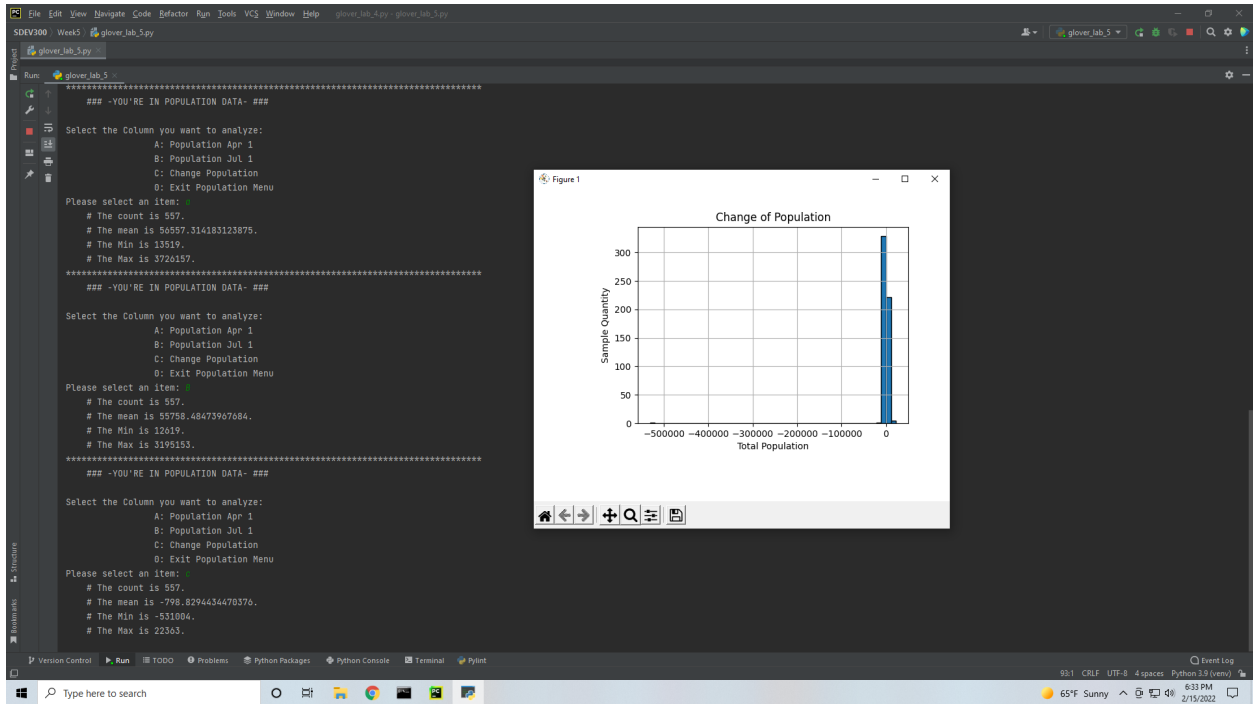 File Edit View Navigate Code Refactor Run Tools VCS Window Help glover_lab_4.py - glover_lab_5.py
SDEV300 Week5 glover_lab_5.py
glover_lab_5
glover_lab_5.py
Project
Run: glover_lab_5
********************************************************************************
### -YOU'RE IN POPULATION DATA- ###
Select the Column you want to analyze:
A: Population Apr 1
B: Population Jul 1
C: Change Population
0: Exit Population Menu
Please select an item:
# The count is 557.
# The mean is 56557.314183123875.
# The Min is 13519.
# The Max is 3726157.
********************************************************************************
### -YOU'RE IN POPULATION DATA- ###
Select the Column you want to analyze:
A: Population Apr 1
B: Population Jul 1
C: Change Population
0: Exit Population Menu
Please select an item:
# The count is 557.
# The mean is 55758.48473967684.
# The Min is 12619.
# The Max is 3195153.
********************************************************************************
### -YOU'RE IN POPULATION DATA- ###
Select the Column you want to analyze:
A: Population Apr 1
B: Population Jul 1
C: Change Population
0: Exit Population Menu
Please select an item: c
# The count is 557.
# The mean is -798.8294434470376.
# The Min is -531004.
# The Max is 22363.
Figure 1
Change of Population
300
250
200
150
100
50
0
Sample Quantity
−500000 −400000 −300000 −200000 −100000 0
Total Population
Structure
Bookmarks
Version Control Run TODO Problems Python Packages Python Console Terminal Pylint Event Log
93:1 CRLF UTF-8 4 spaces Python 3.9 (venv)
Type here to search
65°F Sunny
6:33 PM
2/15/2022